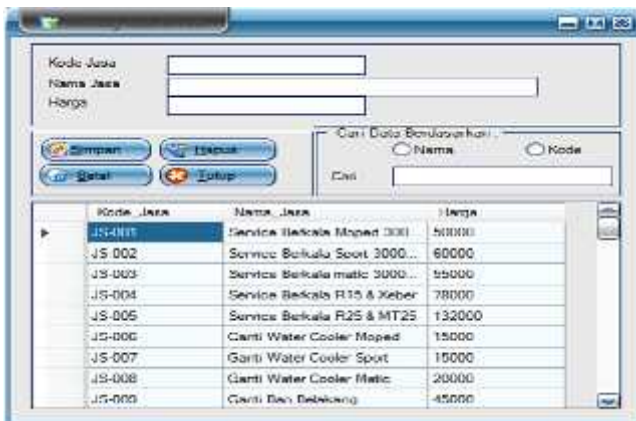 Kode Jasa
Nama Jasa
Harga
Simpan Hapus
Batal Tutup
Cari Data Berdasarkan :
Nama Kode
Cari
Kode_Jasa Nama_Jasa Harga
JS-001 Service Berkala Moped 300 50000
JS-002 Service Berkala Sport 3000... 60000
JS-003 Service Berkala matic 3000... 55000
JS-004 Service Berkala R15 & Xeber 78000
JS-005 Service Berkala R25 & MT25 132000
JS-006 Ganti Water Cooler Moped 15000
JS-007 Ganti Water Cooler Sport 15000
JS-008 Ganti Water Cooler Matic 20000
JS-009 Ganti Ban Belakang 45000